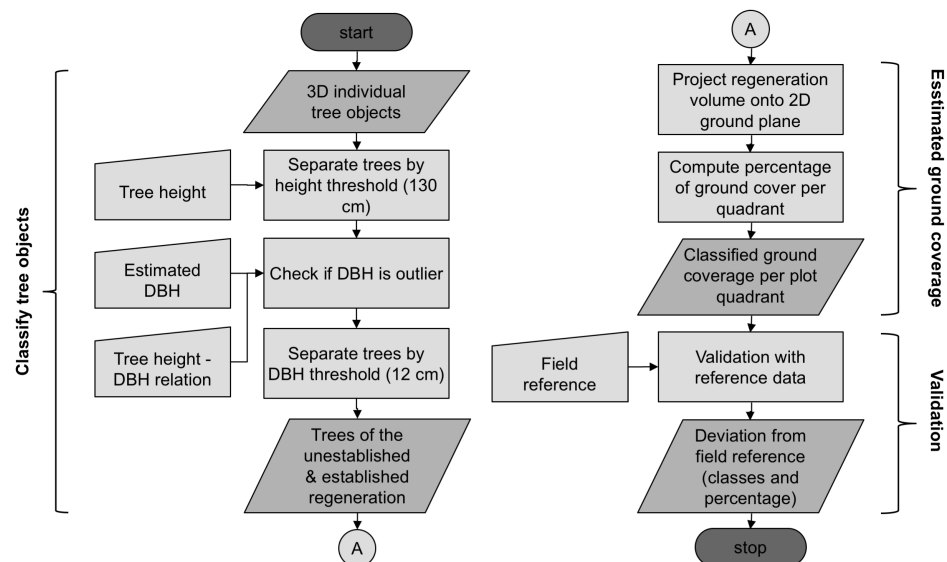 start
3D individual
tree objects
Tree height
Separate trees by
height threshold (130
cm)
Estimated
DBH
Check if DBH is outlier
Tree height -
DBH relation
Separate trees by
DBH threshold (12 cm)
Trees of the
unestablished
& established
regeneration
A
Classify tree objects
A
Project regeneration
volume onto 2D
ground plane
Compute percentage
of ground cover per
quadrant
Classified ground
coverage per plot
quadrant
Esstimated ground coverage
Field
reference
Validation with
reference data
Deviation from
field reference
(classes and
percentage)
stop
Validation